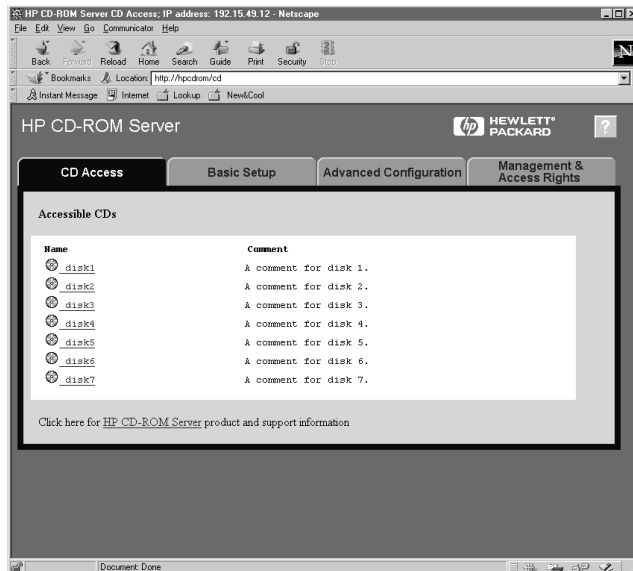 HP CD-ROM Server CD Access; IP address: 192.15.49.12 - Netscape
File Edit View Go Communicator Help
Back Forward Reload Home Search Guide Print Security Stop
N
Bookmarks Location: http://hpcdrom/cd
Instant Message Internet Lookup New&Cool
HP CD-ROM Server
hp HEWLETT®
PACKARD
?
CD Access Basic Setup Advanced Configuration Management &
Access Rights
Accessible CDs
Name Comment
disk1 A comment for disk 1.
disk2 A comment for disk 2.
disk3 A comment for disk 3.
disk4 A comment for disk 4.
disk5 A comment for disk 5.
disk6 A comment for disk 6.
disk7 A comment for disk 7.
Click here for HP CD-ROM Server product and support information
Document: Done